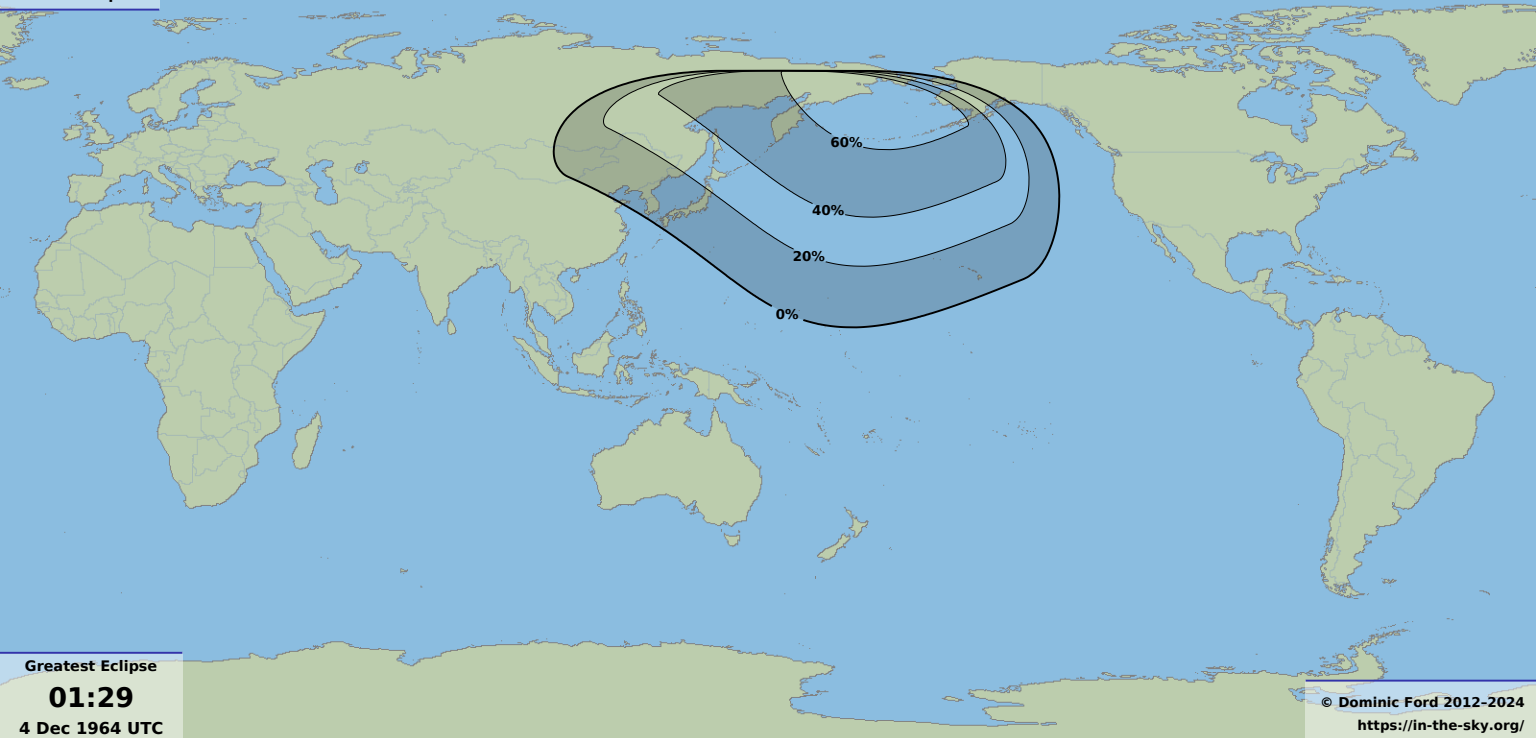 60%
40%
20%
0%
Greatest Eclipse
01:29
4 Dec 1964 UTC
© Dominic Ford 2012–2024
https://in-the-sky.org/